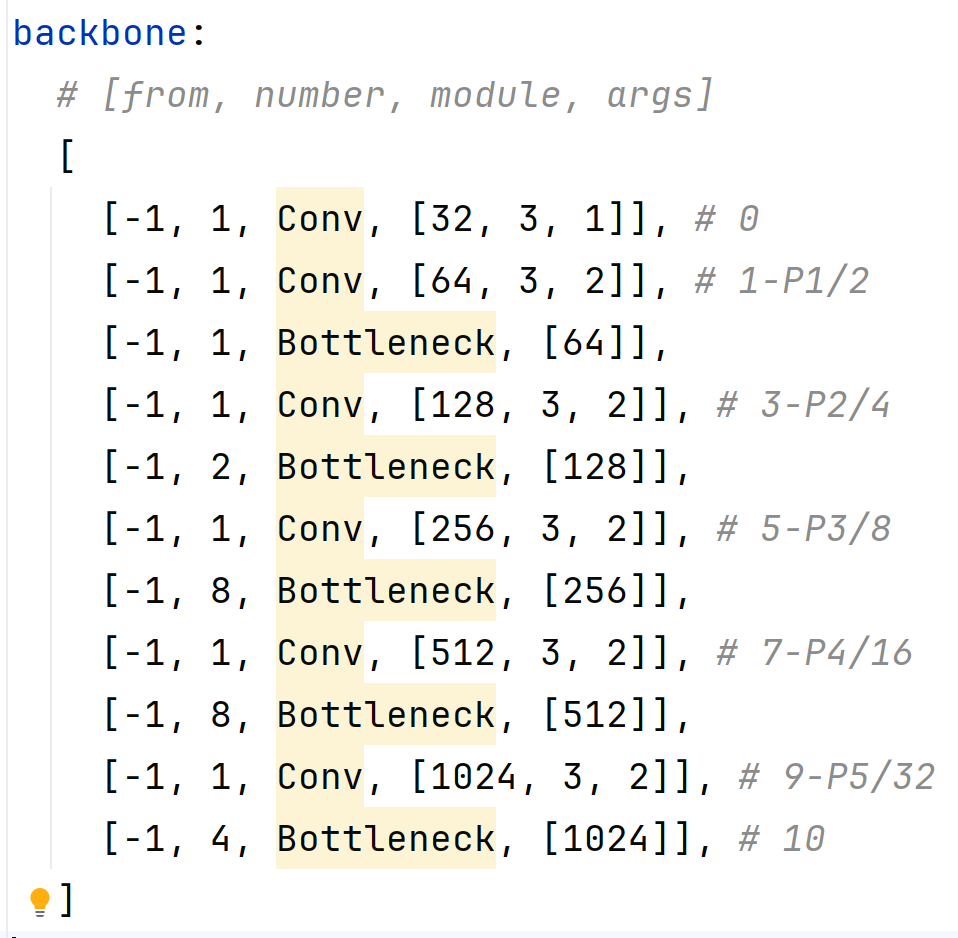 backbone:
# [from, number, module, args]
[
[-1, 1, Conv, [32, 3, 1]], # 0
[-1, 1, Conv, [64, 3, 2]], # 1-P1/2
[-1, 1, Bottleneck, [64]],
[-1, 1, Conv, [128, 3, 2]], # 3-P2/4
[-1, 2, Bottleneck, [128]],
[-1, 1, Conv, [256, 3, 2]], # 5-P3/8
[-1, 8, Bottleneck, [256]],
[-1, 1, Conv, [512, 3, 2]], # 7-P4/16
[-1, 8, Bottleneck, [512]],
[-1, 1, Conv, [1024, 3, 2]], # 9-P5/32
[-1, 4, Bottleneck, [1024]], # 10
]